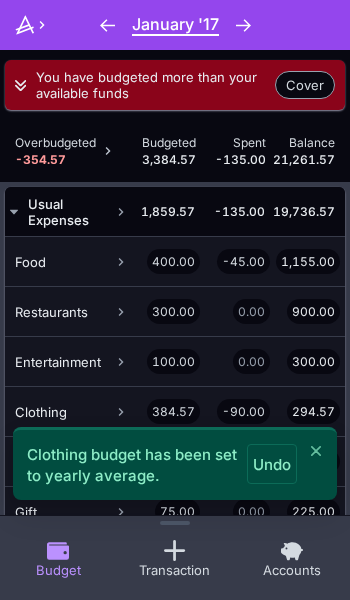 January '17
You have budgeted more than your
available funds
Cover
Overbudgeted Budgeted Spent Balance
-354.57 3,384.57 -135.00 21,261.57
Usual
Expenses
1,859.57 -135.00 19,736.57
Food 400.00 -45.00 1,155.00
Restaurants 300.00 0.00 900.00
Entertainment 100.00 0.00 300.00
Clothing 384.57 -90.00 294.57
Clothing budget has been set
to yearly average.
Undo
Gift 75.00 0.00 225.00
Budget Transaction Accounts